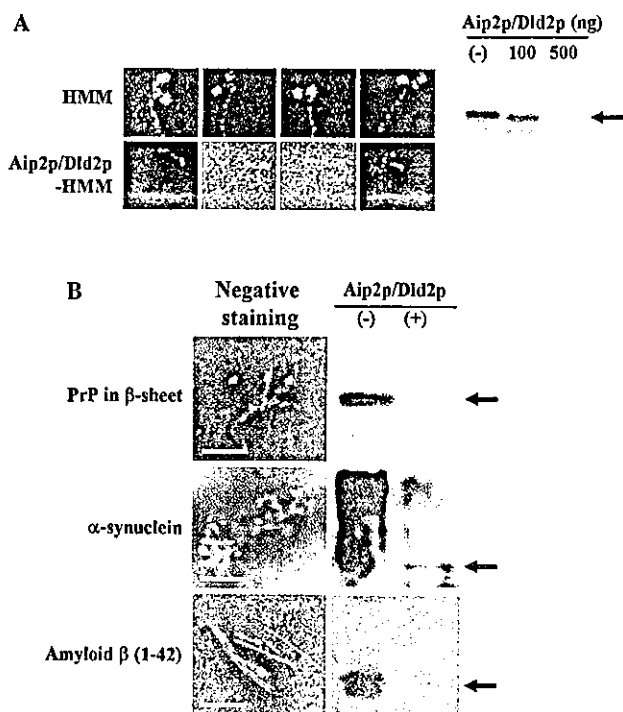 A
Aip2p/Dld2p (ng)
(-) 100 500
HMM
Aip2p/Dld2p
-HMM
B
Negative
staining
Aip2p/Dld2p
(-) (+)
PrP in β-sheet
α-synuclein
Amyloid β (1-42)